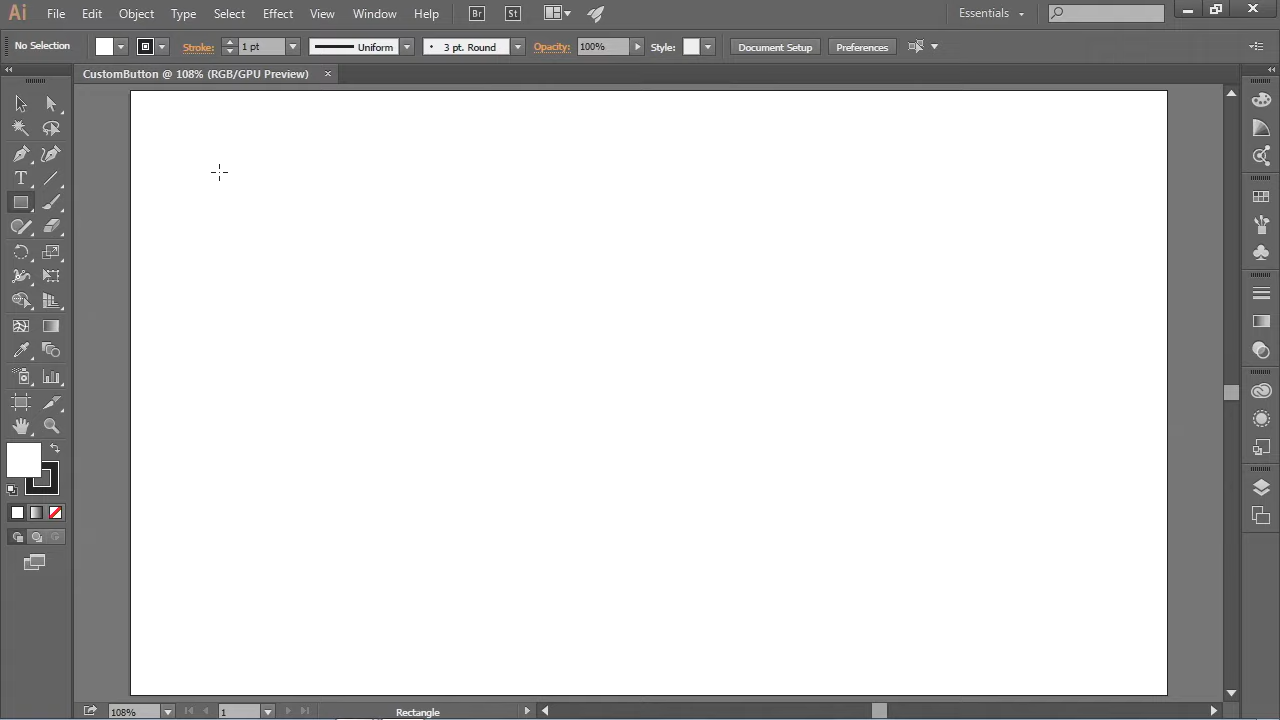 Ai File Edit Object Type Select Effect View Window Help Br St Essentials
No Selection Stroke: 1 pt Uniform 3 pt. Round Opacity: 100% Style: Document Setup Preferences
CustomButton @ 108% (RGB/GPU Preview) ×
T
108% 1 Rectangle